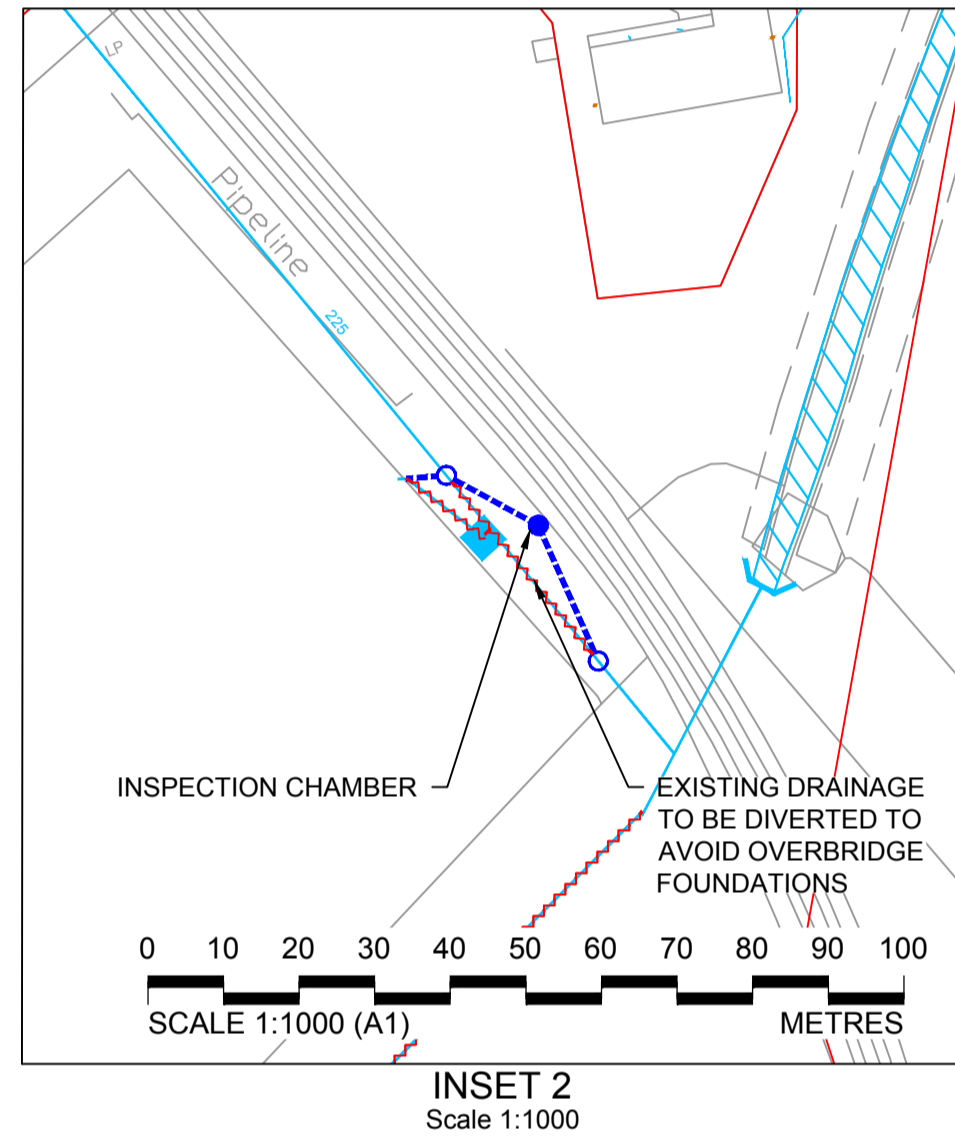 LP
Pipeline
225
INSPECTION CHAMBER
EXISTING DRAINAGE
TO BE DIVERTED TO
AVOID OVERBRIDGE
FOUNDATIONS
0 10 20 30 40 50 60 70 80 90 100
SCALE 1:1000 (A1) METRES
INSET 2
Scale 1:1000